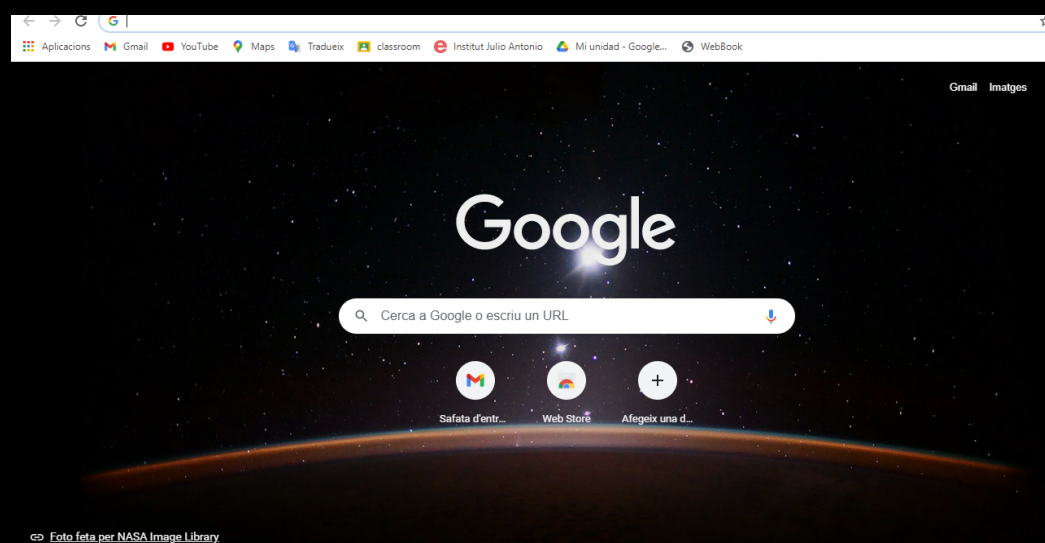 Aplicacions Gmail YouTube Maps Tradueix classroom Institut Julio Antonio Mi unidad - Google... WebBook
Gmail Imatges
Google
Cerca a Google o escriu un URL
Safata d'entr... Web Store Afegeix una d...
Foto feta per NASA Image Library